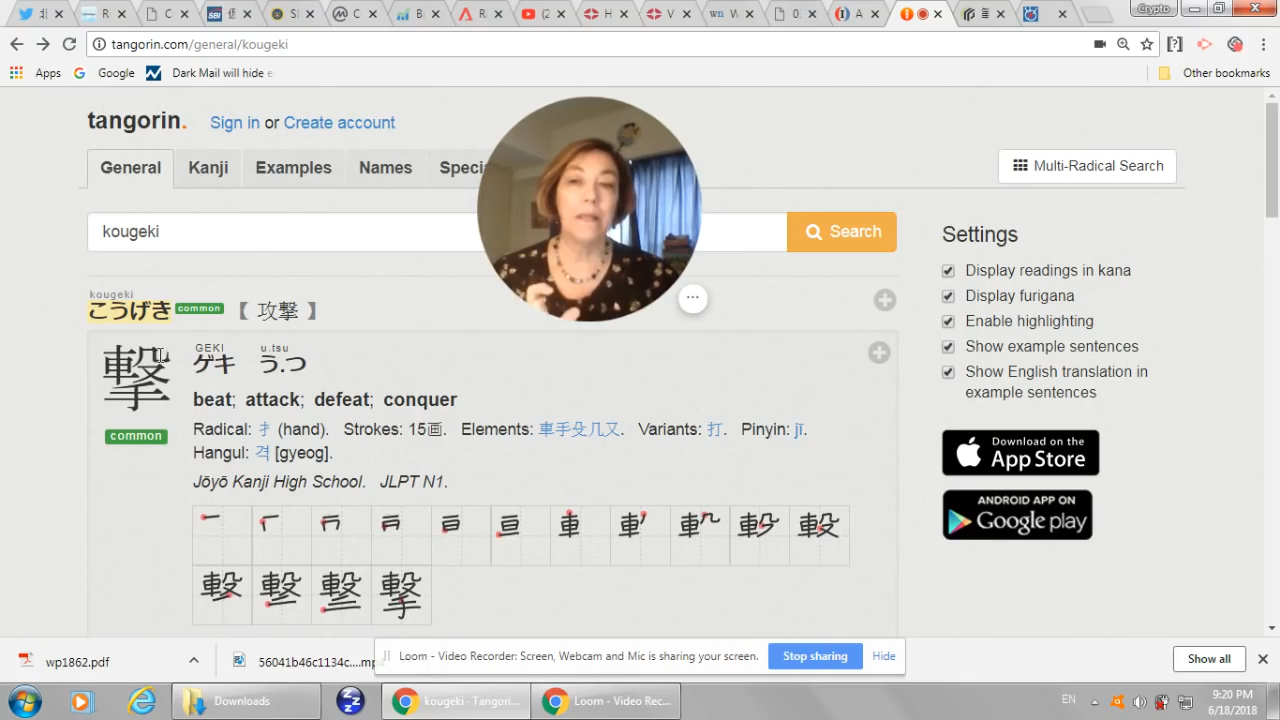 Crypto
tangorin.com/general/kougeki
Apps Google Dark Mail will hide e Other bookmarks
tangorin. Sign in or Create account
General Kanji Examples Names Specia
Multi-Radical Search
kougeki
Search
kougeki
こうげき common 【 攻撃 】
撃
common
GEKI u.tsu
ゲキ う.つ
beat; attack; defeat; conquer
Radical: 扌 (hand). Strokes: 15画. Elements: 車手殳几又. Variants: 打. Pinyin: jī.
Hangul: 격 [gyeog].
Jōyō Kanji High School. JLPT N1.
Settings
Display readings in kana
Display furigana
Enable highlighting
Show example sentences
Show English translation in
example sentences
Download on the
App Store
ANDROID APP ON
Google play
wp1862.pdf
56041b46c1134c....mp
Loom - Video Recorder: Screen, Webcam and Mic is sharing your screen.
Stop sharing
Hide
Show all
Downloads
kougeki - Tangori...
Loom - Video Rec...
EN
9:20 PM
6/18/2018